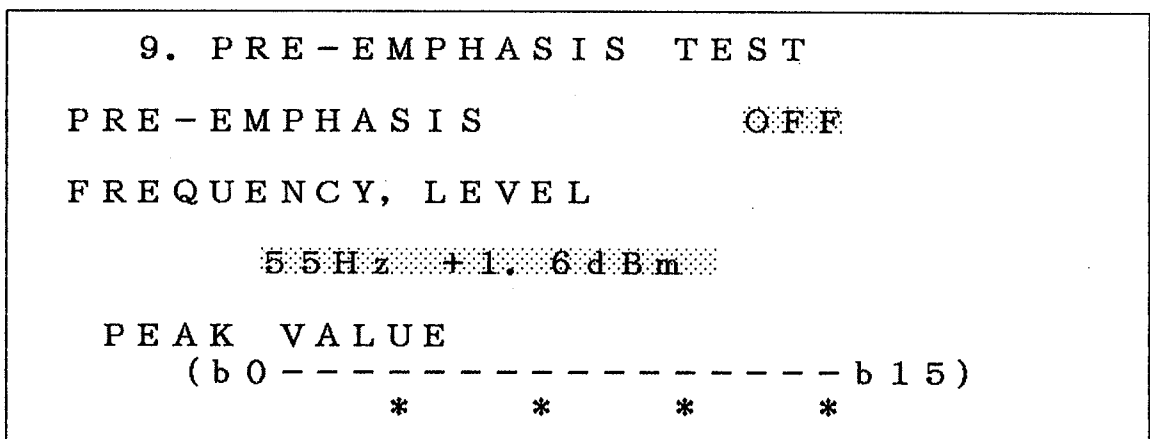 9. PRE-EMPHASIS TEST
PRE-EMPHASIS OFF
FREQUENCY, LEVEL
55Hz +1.6dBm
PEAK VALUE
(b0----------------b15)
* * * *